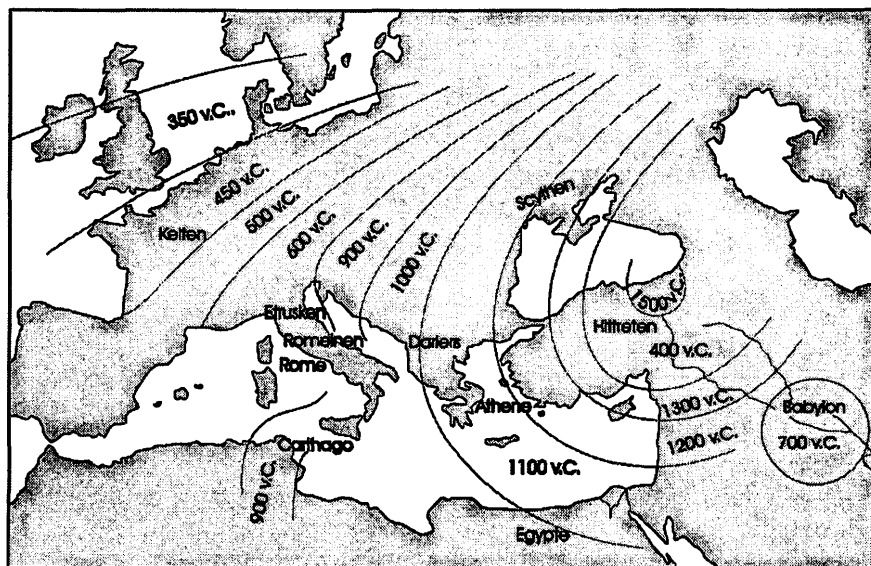 350 v.C..
450 v.C.
Kelten
500 v.C.
600 v.C.
900 v.C.
1000 v.C.
Scythen
1500 v.C.
Etrusken
Romeinen
Rome
Dariers
Hittieten
400 v.C.
Athene
1300 v.C.
Babylon
Carthago
1200 v.C.
700 v.C.
1100 v.C.
900 v.C.
Egypte